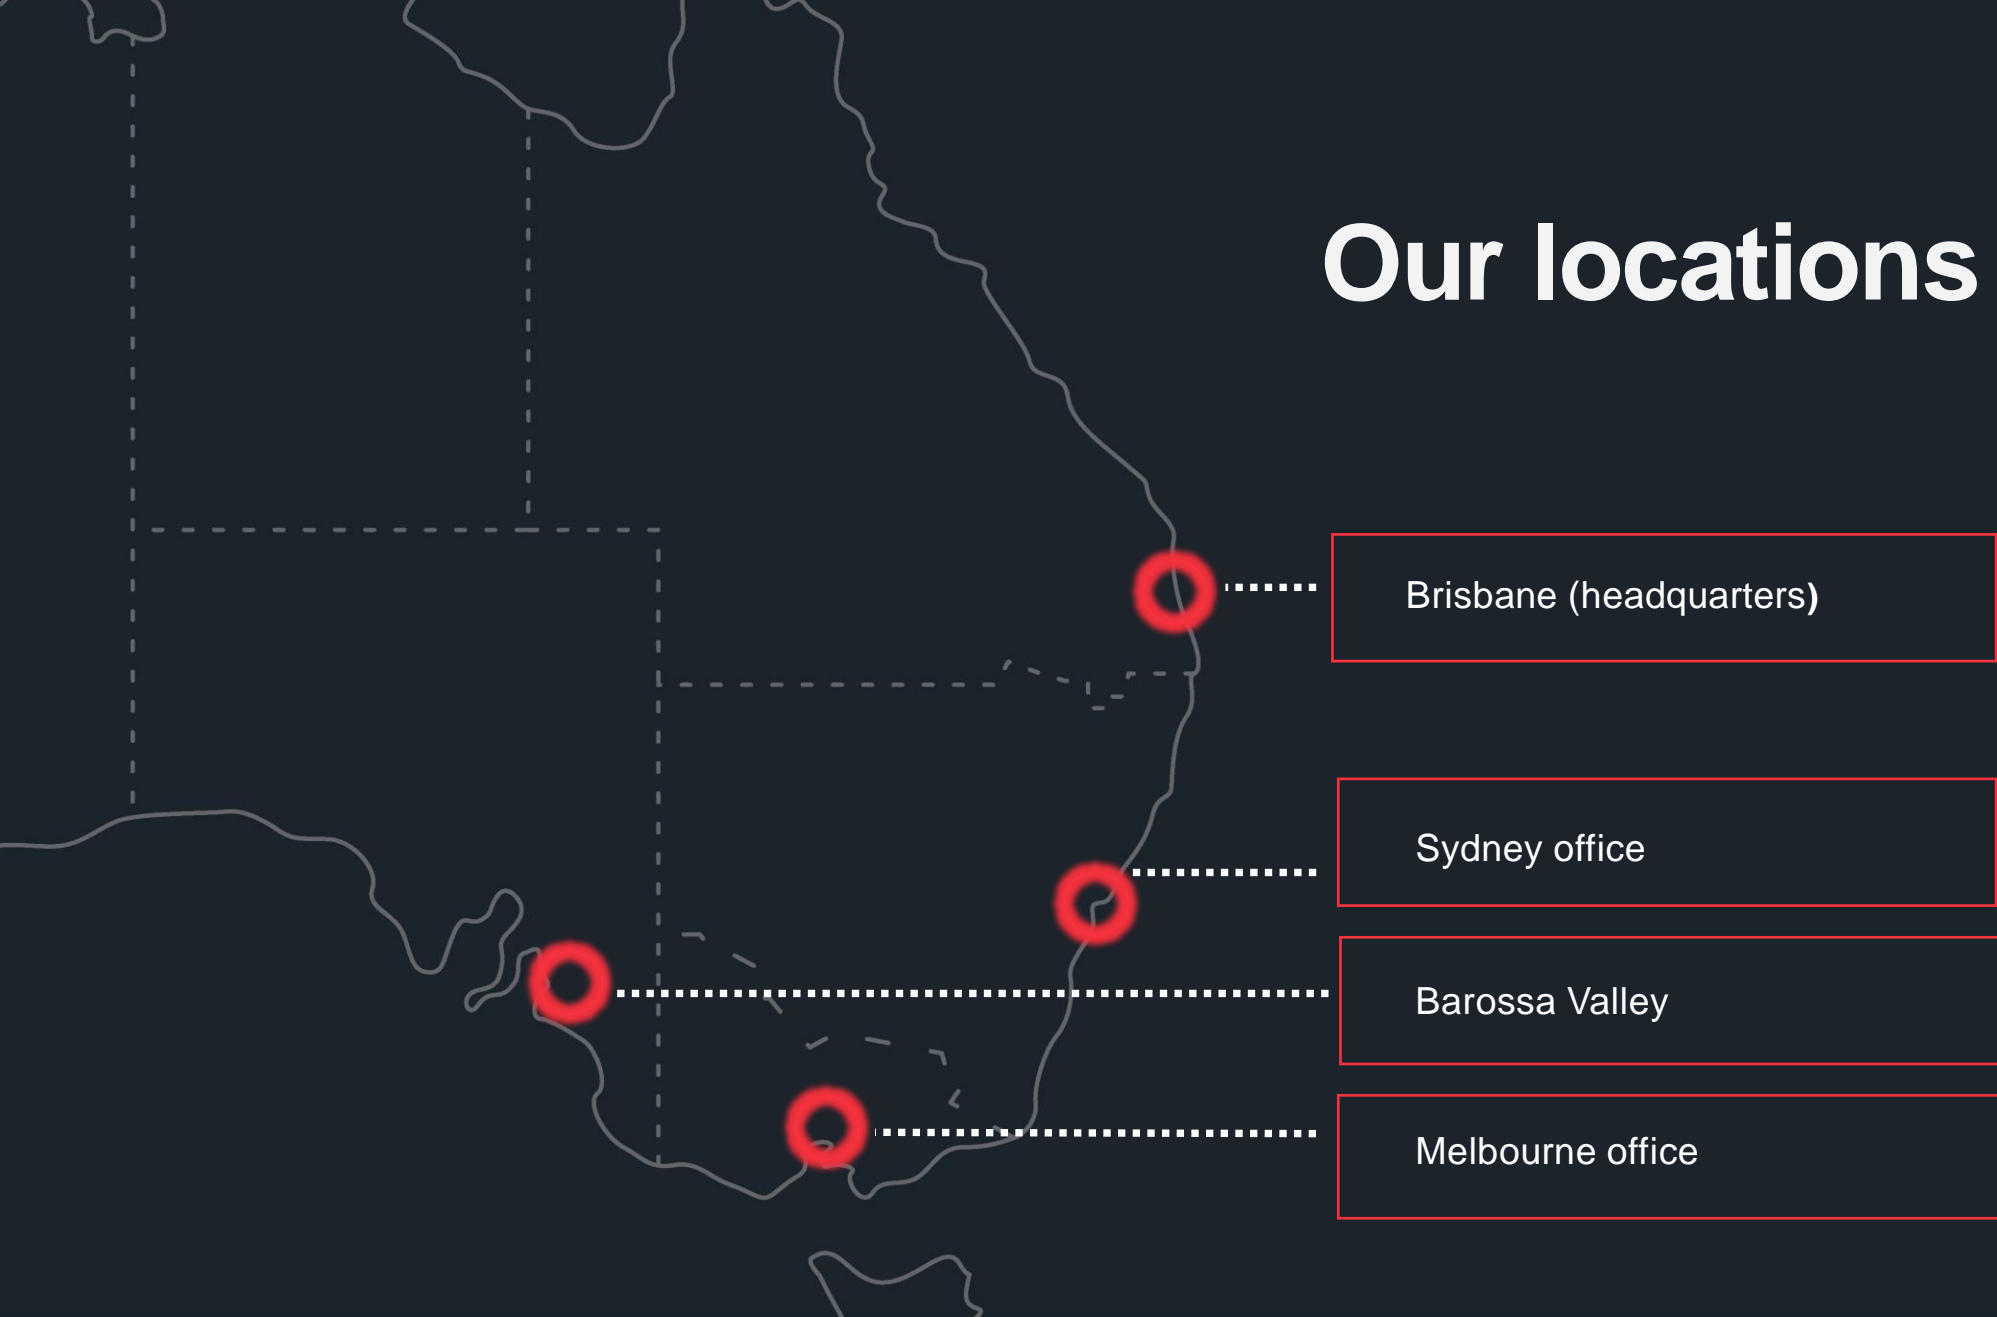 Our locations
Brisbane (headquarters)
Sydney office
Barossa Valley
Melbourne office